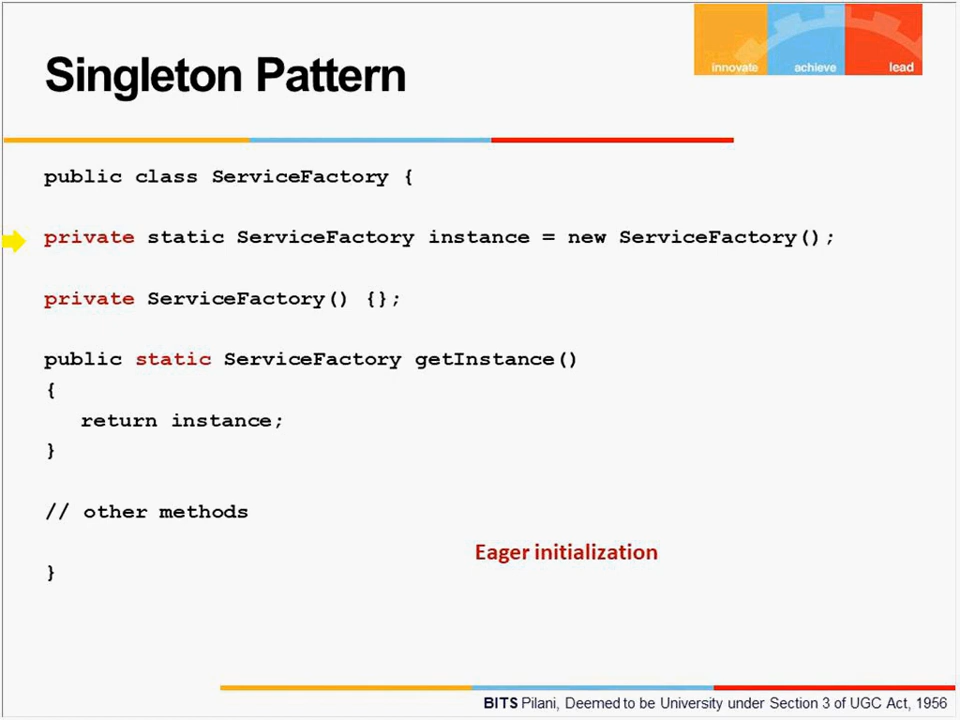 innovate achieve lead
Singleton Pattern
public class ServiceFactory {
private static ServiceFactory instance = new ServiceFactory();
private ServiceFactory() {};
public static ServiceFactory getInstance()
{
return instance;
}
// other methods
Eager initialization
}
BITS Pilani, Deemed to be University under Section 3 of UGC Act, 1956